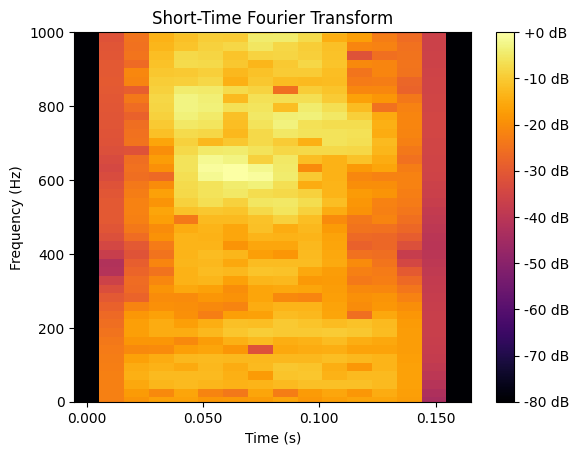 Short-Time Fourier Transform
1000
800
600
400
200
0
Frequency (Hz)
0.000
0.050
0.100
0.150
Time (s)
+0 dB
-10 dB
-20 dB
-30 dB
-40 dB
-50 dB
-60 dB
-70 dB
-80 dB